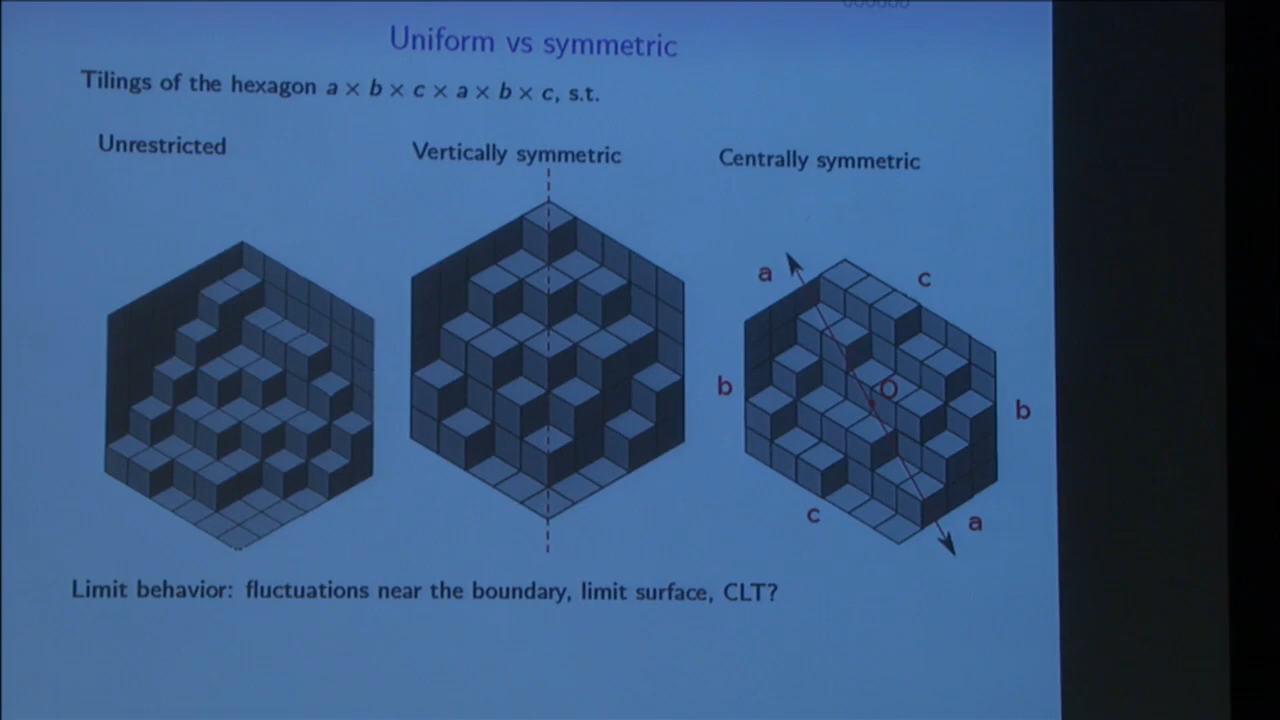 Uniform vs symmetric
Tilings of the hexagon a × b × c × a × b × c, s.t.
Unrestricted
Vertically symmetric
Centrally symmetric
a
c
b
O
b
c
a
Limit behavior: fluctuations near the boundary, limit surface, CLT?